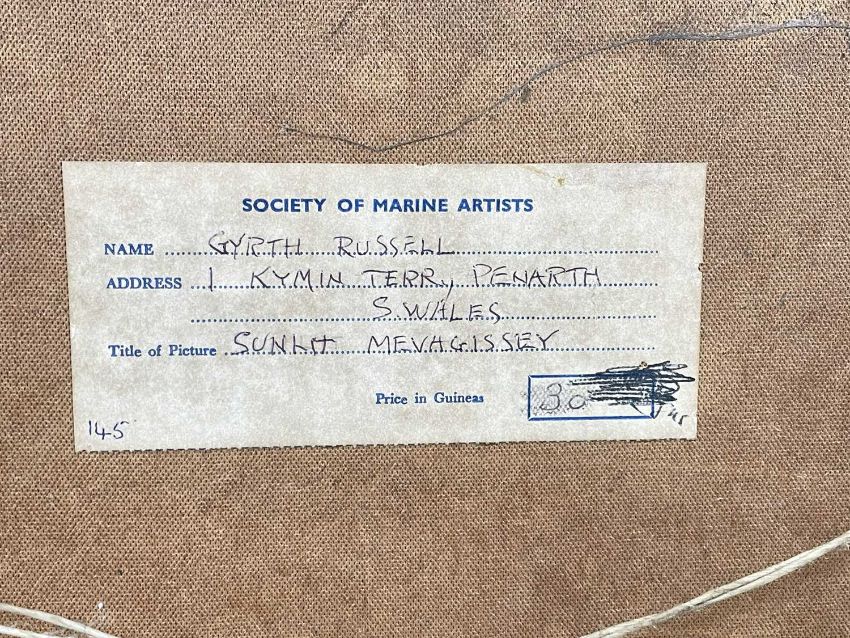 SOCIETY OF MARINE ARTISTS
NAME GYRTH RUSSELL
ADDRESS 1 KYMIN TERR, PENARTH
S. WALES
Title of Picture SUNLIT MEVAGISSEY
Price in Guineas 30
145